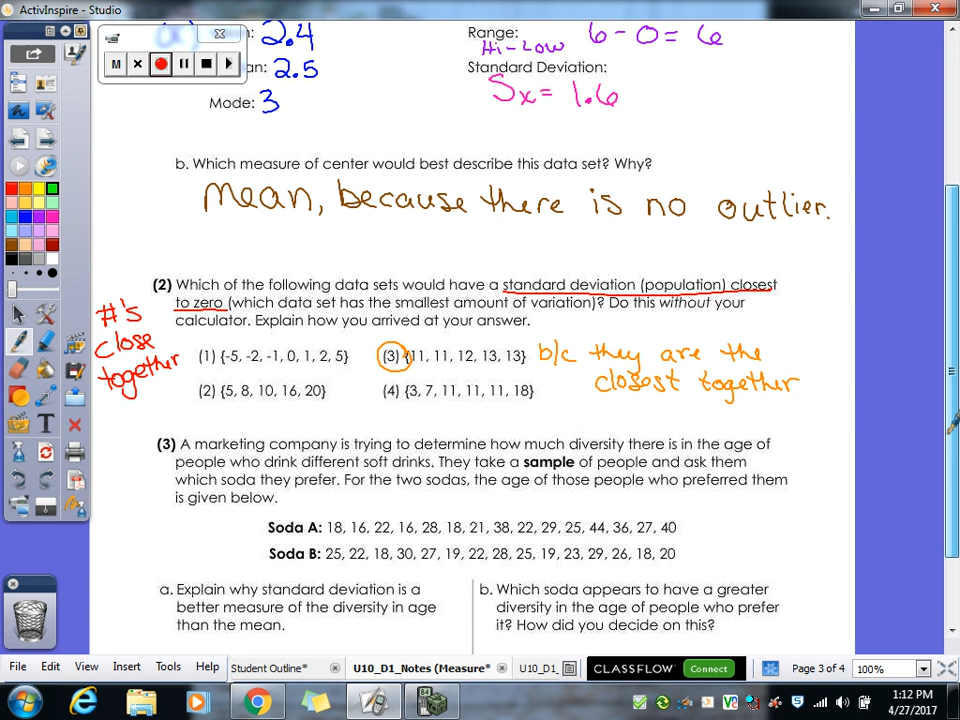 ActivInspire - Studio
2.4
Range: 6 - 0 = 6
Hi-Low
an: 2.5
Standard Deviation:
Mode: 3
Sx = 1.6
b. Which measure of center would best describe this data set? Why?
Mean, because there is no outlier.
(2) Which of the following data sets would have a standard deviation (population) closest
to zero (which data set has the smallest amount of variation)? Do this without your
calculator. Explain how you arrived at your answer.
#'s
close
together
(1) {-5, -2, -1, 0, 1, 2, 5} (3) {11, 11, 12, 13, 13} b/c they are the
closest together
(2) {5, 8, 10, 16, 20} (4) {3, 7, 11, 11, 11, 18}
(3) A marketing company is trying to determine how much diversity there is in the age of
people who drink different soft drinks. They take a sample of people and ask them
which soda they prefer. For the two sodas, the age of those people who preferred them
is given below.
Soda A: 18, 16, 22, 16, 28, 18, 21, 38, 22, 29, 25, 44, 36, 27, 40
Soda B: 25, 22, 18, 30, 27, 19, 22, 28, 25, 19, 23, 29, 26, 18, 20
a. Explain why standard deviation is a
better measure of the diversity in age
than the mean.
b. Which soda appears to have a greater
diversity in the age of people who prefer
it? How did you decide on this?
File Edit View Insert Tools Help Student Outline* U10_D1_Notes (Measure* U10_D1_ CLASSFLOW Connect Page 3 of 4 100%
1:12 PM
4/27/2017